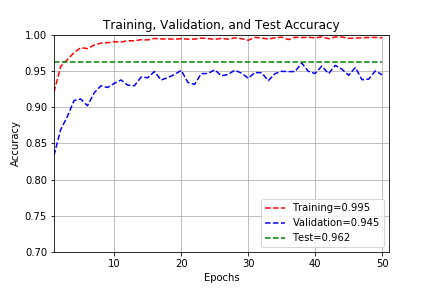 Training, Validation, and Test Accuracy
Accuracy
1.00
0.95
0.90
0.85
0.80
0.75
0.70
Training=0.995
Validation=0.945
Test=0.962
10 20 30 40 50
Epochs